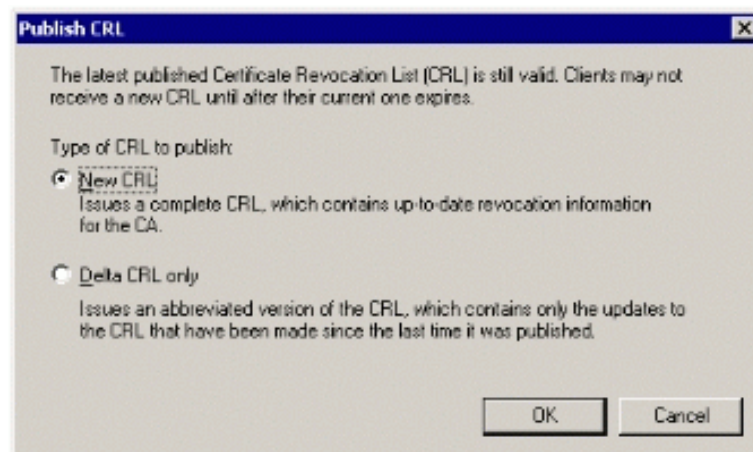 Publish CRL
The latest published Certificate Revocation List (CRL) is still valid. Clients may not
receive a new CRL until after their current one expires.
Type of CRL to publish:
New CRL
Issues a complete CRL, which contains up-to-date revocation information
for the CA.
Delta CRL only
Issues an abbreviated version of the CRL, which contains only the updates to
the CRL that have been made since the last time it was published.
OK
Cancel